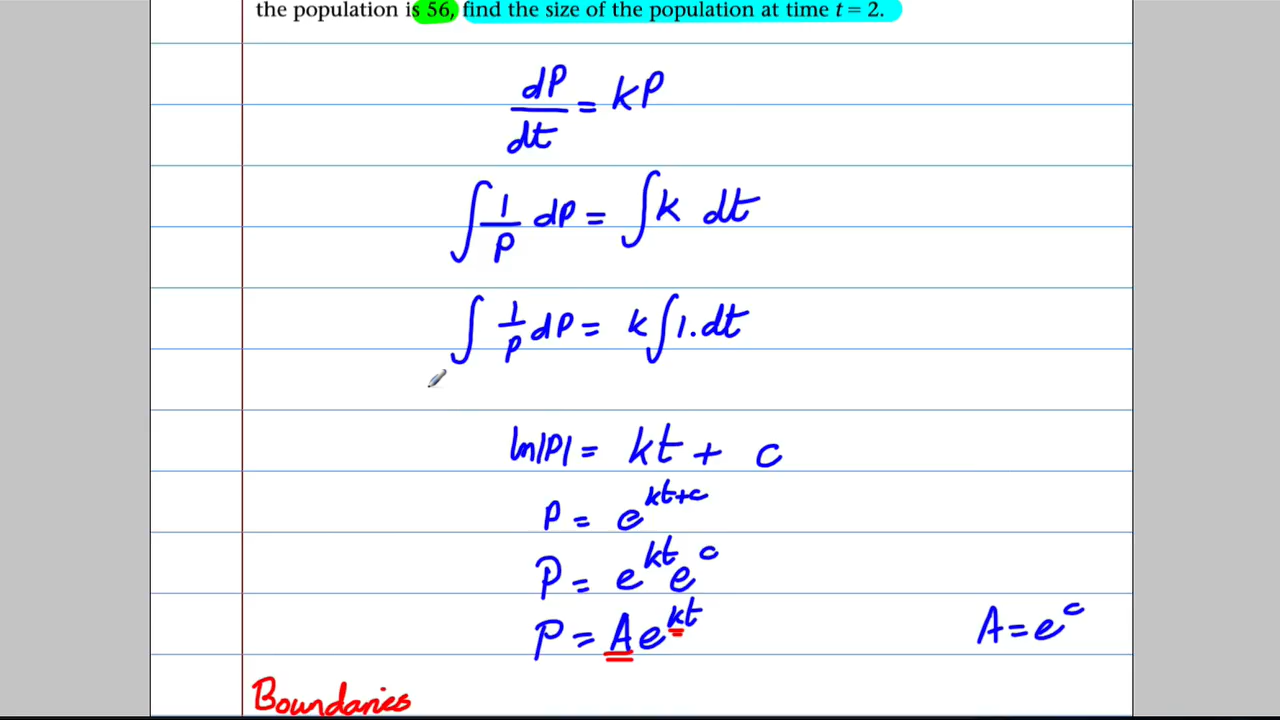 the population is 56, find the size of the population at time t = 2.
dP/dt = kP
∫ 1/P dP = ∫ k dt
∫ 1/P dP = k ∫ 1. dt
ln|P| = kt + c
P = e^(kt+c)
P = e^(kt) e^c
P = Ae^(kt) A = e^c
Boundaries